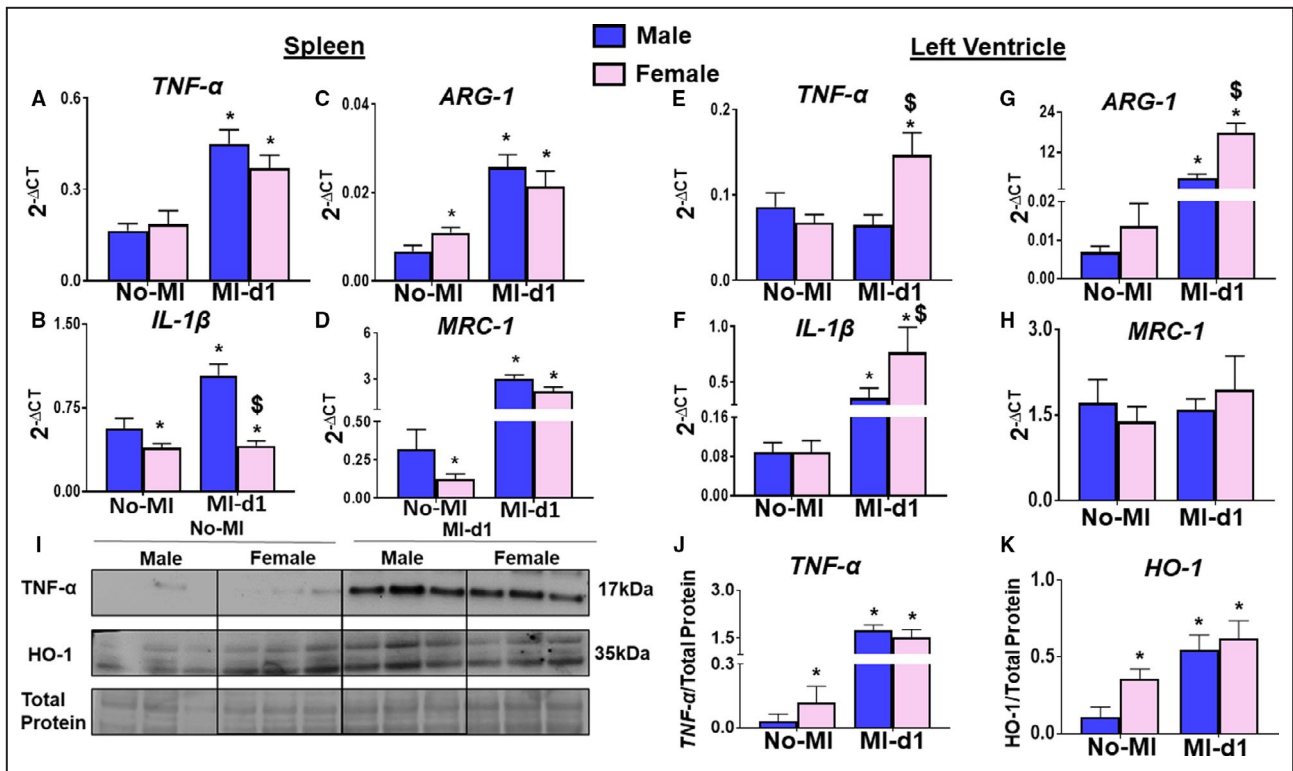 Spleen
Male
Female
Left Ventricle
A
TNF-α
0.6
0.3
0.0
2-ΔCT
*
*
No-MI
MI-d1
C
ARG-1
0.04
0.02
0.00
2-ΔCT
*
*
*
No-MI
MI-d1
E
TNF-α
0.2
0.1
0.0
2-ΔCT
$
*
No-MI
MI-d1
G
ARG-1
24
12
0.02
0.01
0.00
2-ΔCT
*
$
*
No-MI
MI-d1
B
IL-1β
1.50
0.75
0.00
2-ΔCT
*
*
$
*
No-MI
MI-d1
D
MRC-1
6
3
0.50
0.25
0.00
2-ΔCT
*
*
*
No-MI
MI-d1
F
IL-1β
1.0
0.5
0.16
0.08
0.00
2-ΔCT
*
* $
No-MI
MI-d1
H
MRC-1
3.0
1.5
0.0
2-ΔCT
No-MI
MI-d1
I
No-MI
MI-d1
Male
Female
Male
Female
TNF-α
17kDa
HO-1
35kDa
Total
Protein
J
TNF-α
3.0
1.5
0.3
0.0
TNF-α/Total Protein
*
*
*
No-MI
MI-d1
K
HO-1
1.0
0.5
0.0
HO-1/Total Protein
*
*
*
No-MI
MI-d1